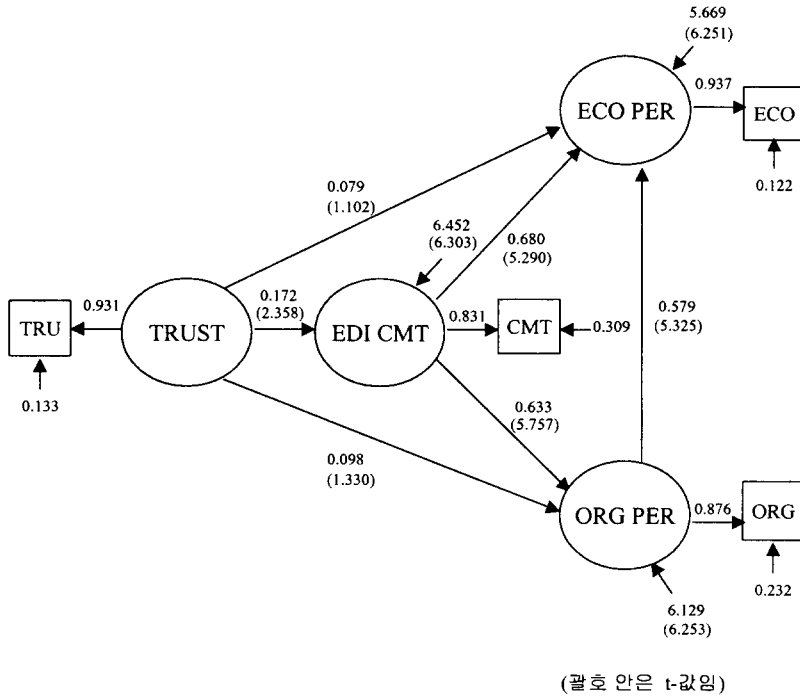 5.669
(6.251)
0.937
ECO PER
ECO
0.122
0.079
(1.102)
6.452
(6.303)
0.680
(5.290)
0.931
0.172
(2.358)
0.831
0.579
(5.325)
TRU
TRUST
EDI CMT
CMT
0.309
0.133
0.633
(5.757)
0.098
(1.330)
ORG PER
0.876
ORG
0.232
6.129
(6.253)
(괄호 안은 t-값임)